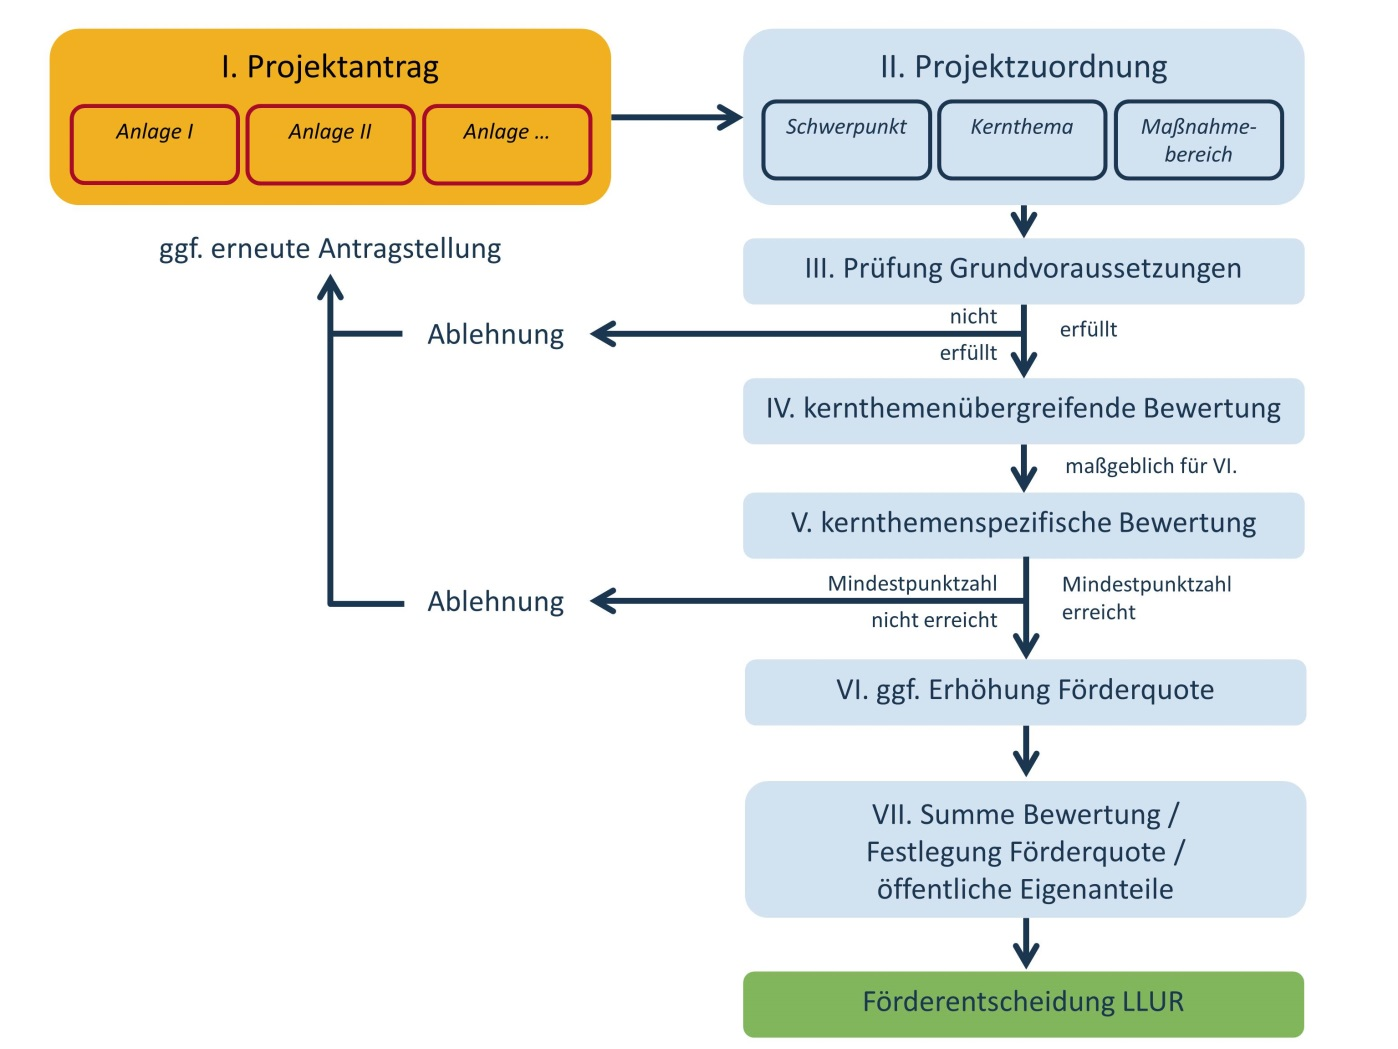 I. Projektantrag
Anlage I
Anlage II
Anlage ...
II. Projektzuordnung
Schwerpunkt
Kernthema
Maßnahme-
bereich
ggf. erneute Antragstellung
III. Prüfung Grundvoraussetzungen
nicht
erfüllt
erfüllt
Ablehnung
IV. kernthemenübergreifende Bewertung
maßgeblich für VI.
V. kernthemenspezifische Bewertung
Mindestpunktzahl
nicht erreicht
Mindestpunktzahl
erreicht
Ablehnung
VI. ggf. Erhöhung Förderquote
VII. Summe Bewertung /
Festlegung Förderquote /
öffentliche Eigenanteile
Förderentscheidung LLUR